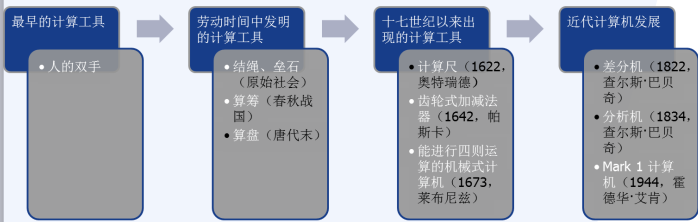 最早的计算工具
• 人的双手
劳动时间中发明
的计算工具
• 结绳、垒石
（原始社会）
• 算筹（春秋战
国）
• 算盘（唐代末）
十七世纪以来出
现的计算工具
• 计算尺（1622，
奥特瑞德）
• 齿轮式加减法
器（1642，帕
斯卡）
• 能进行四则运
算的机械式计
算机（1673，
莱布尼兹）
近代计算机发展
• 差分机（1822，
查尔斯·巴贝
奇）
• 分析机（1834，
查尔斯·巴贝
奇）
• Mark 1 计算
机（1944，霍
德华·艾肯）